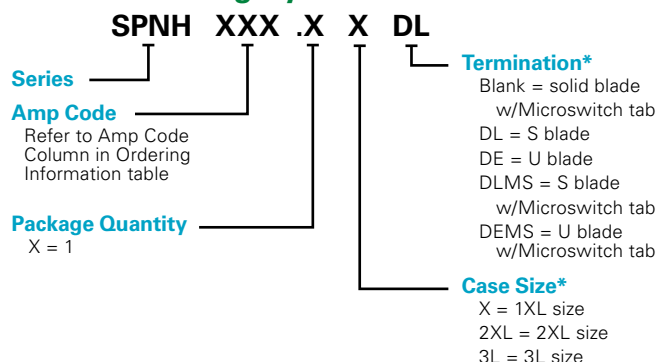 SPNH XXX .X X DL
Series
Amp Code
Refer to Amp Code
Column in Ordering
Information table
Package Quantity
X = 1
Termination*
Blank = solid blade
w/Microswitch tab
DL = S blade
DE = U blade
DLMS = S blade
w/Microswitch tab
DEMS = U blade
w/Microswitch tab
Case Size*
X = 1XL size
2XL = 2XL size
3L = 3L size